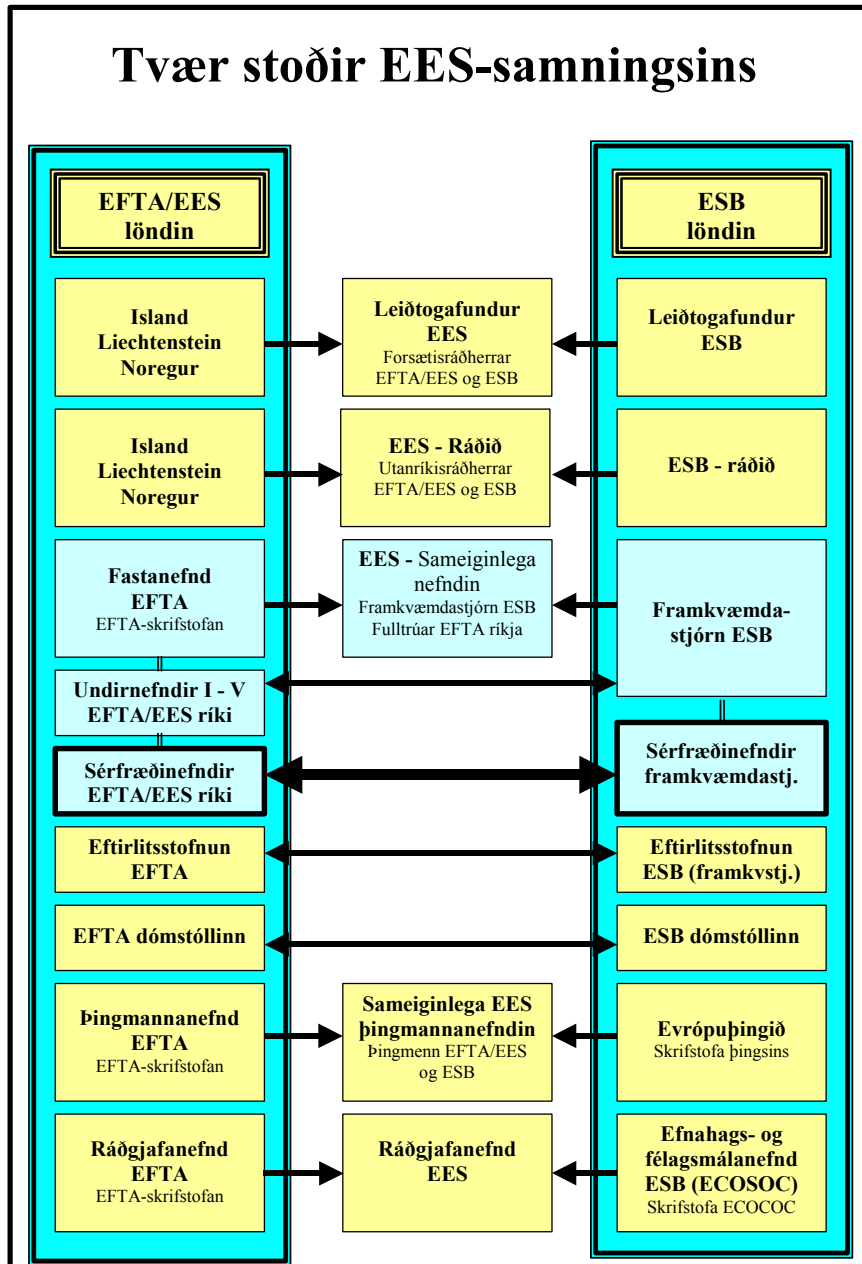 Tvær stoðir EES-samningsins
EFTA/EES
löndin
ESB
löndin
Island
Liechtenstein
Noregur
Leiðtogafundur
EES
Forsætisráðherrar
EFTA/EES og ESB
Leiðtogafundur
ESB
Island
Liechtenstein
Noregur
EES - Ráðið
Utanríkisráðherrar
EFTA/EES og ESB
ESB - ráðið
Fastanefnd
EFTA
EFTA-skrifstofan
EES - Sameiginlega
nefndin
Framkvæmdastjórn ESB
Fulltrúar EFTA ríkja
Framkvæmda-
stjórn ESB
Undirnefndir I - V
EFTA/EES ríki
Sérfræðinefndir
EFTA/EES ríki
Sérfræðinefndir
framkvæmdastj.
Eftirlitsstofnun
EFTA
Eftirlitsstofnun
ESB (framkvstj.)
EFTA dómstóllinn
ESB dómstóllinn
Þingmannanefnd
EFTA
EFTA-skrifstofan
Sameiginlega EES
þingmannanefndin
Þingmenn EFTA/EES
og ESB
Evrópuþingið
Skrifstofa þingsins
Ráðgjafanefnd
EFTA
EFTA-skrifstofan
Ráðgjafanefnd
EES
Efnahags- og
félagsmálanefnd
ESB (ECOSOC)
Skrifstofa ECOCOC